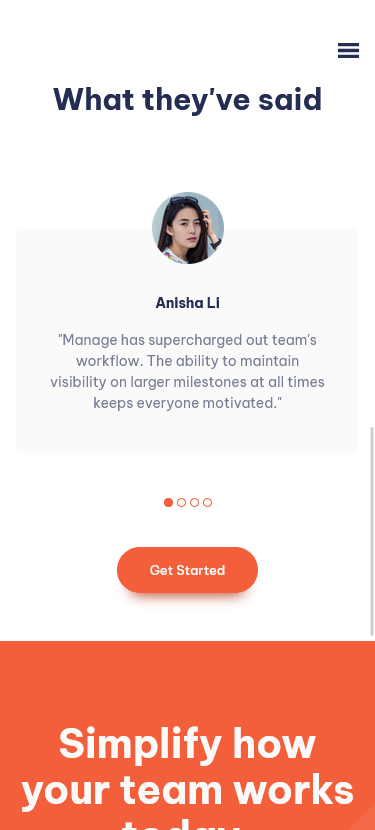 What they've said
Anisha Li
"Manage has supercharged out team's
workflow. The ability to maintain
visibility on larger milestones at all times
keeps everyone motivated."
Get Started
Simplify how
your team works
today